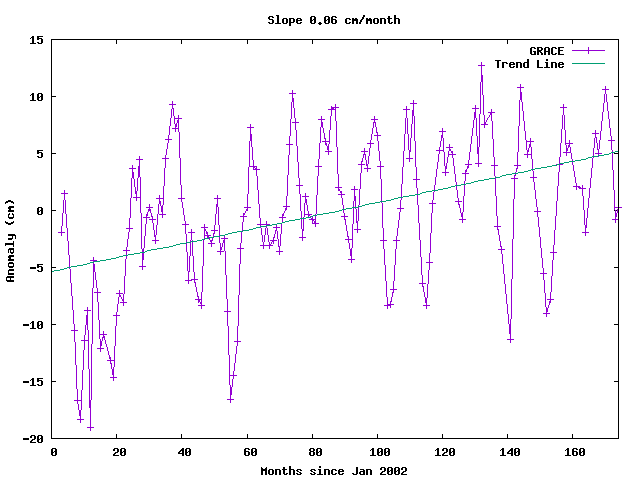 Slope 0.06 cm/month
GRACE
Trend Line
15
10
5
0
-5
-10
-15
-20
Anomaly (cm)
0 20 40 60 80 100 120 140 160
Months since Jan 2002